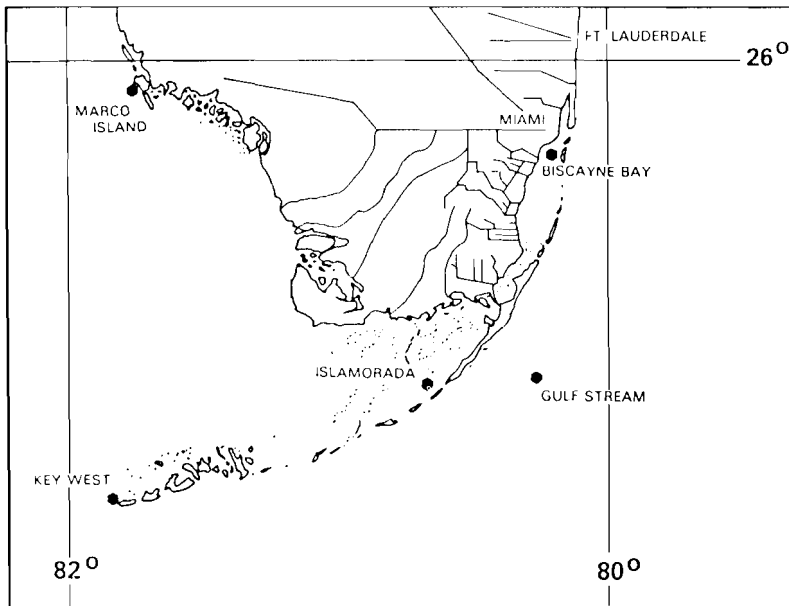 FT. LAUDERDALE
26°
MARCO
ISLAND
MIAMI
BISCAYNE BAY
ISLAMORADA
GULF STREAM
KEY WEST
82°
80°